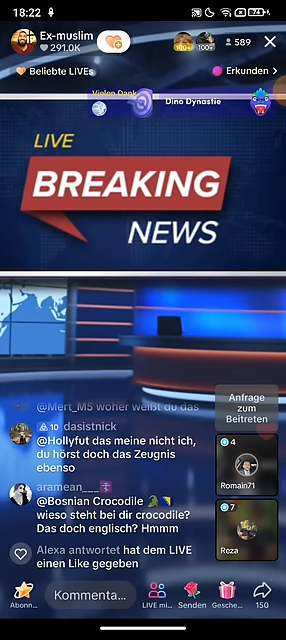 18:22
74
Ex-muslim
291.0K
100+
100+
589
Beliebte LIVEs
Erkunden >
Vielen Dank
Dino Dynastie
LIVE
BREAKING
NEWS
@Mert_M5 woher weißt du das
10 dasistnick
@Hollyfut das meine nicht ich,
du hörst doch das Zeugnis
ebenso
Anfrage
zum
Beitreten
4
Romain71
aramean___
@Bosnian Crocodile 🐊 🇧🇦
wieso steht bei dir crocodile?
Das doch englisch? Hmmm
7
Reza
Alexa antwortet hat dem LIVE
einen Like gegeben
Abonn...
Kommenta...
LIVE mi...
Senden
Gesche...
150